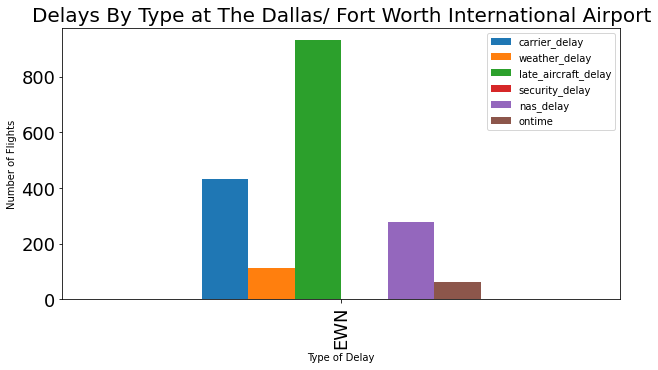 Delays By Type at The Dallas/ Fort Worth International Airport
carrier_delay
weather_delay
late_aircraft_delay
security_delay
nas_delay
ontime
Number of Flights
800
600
400
200
0
EWN
Type of Delay